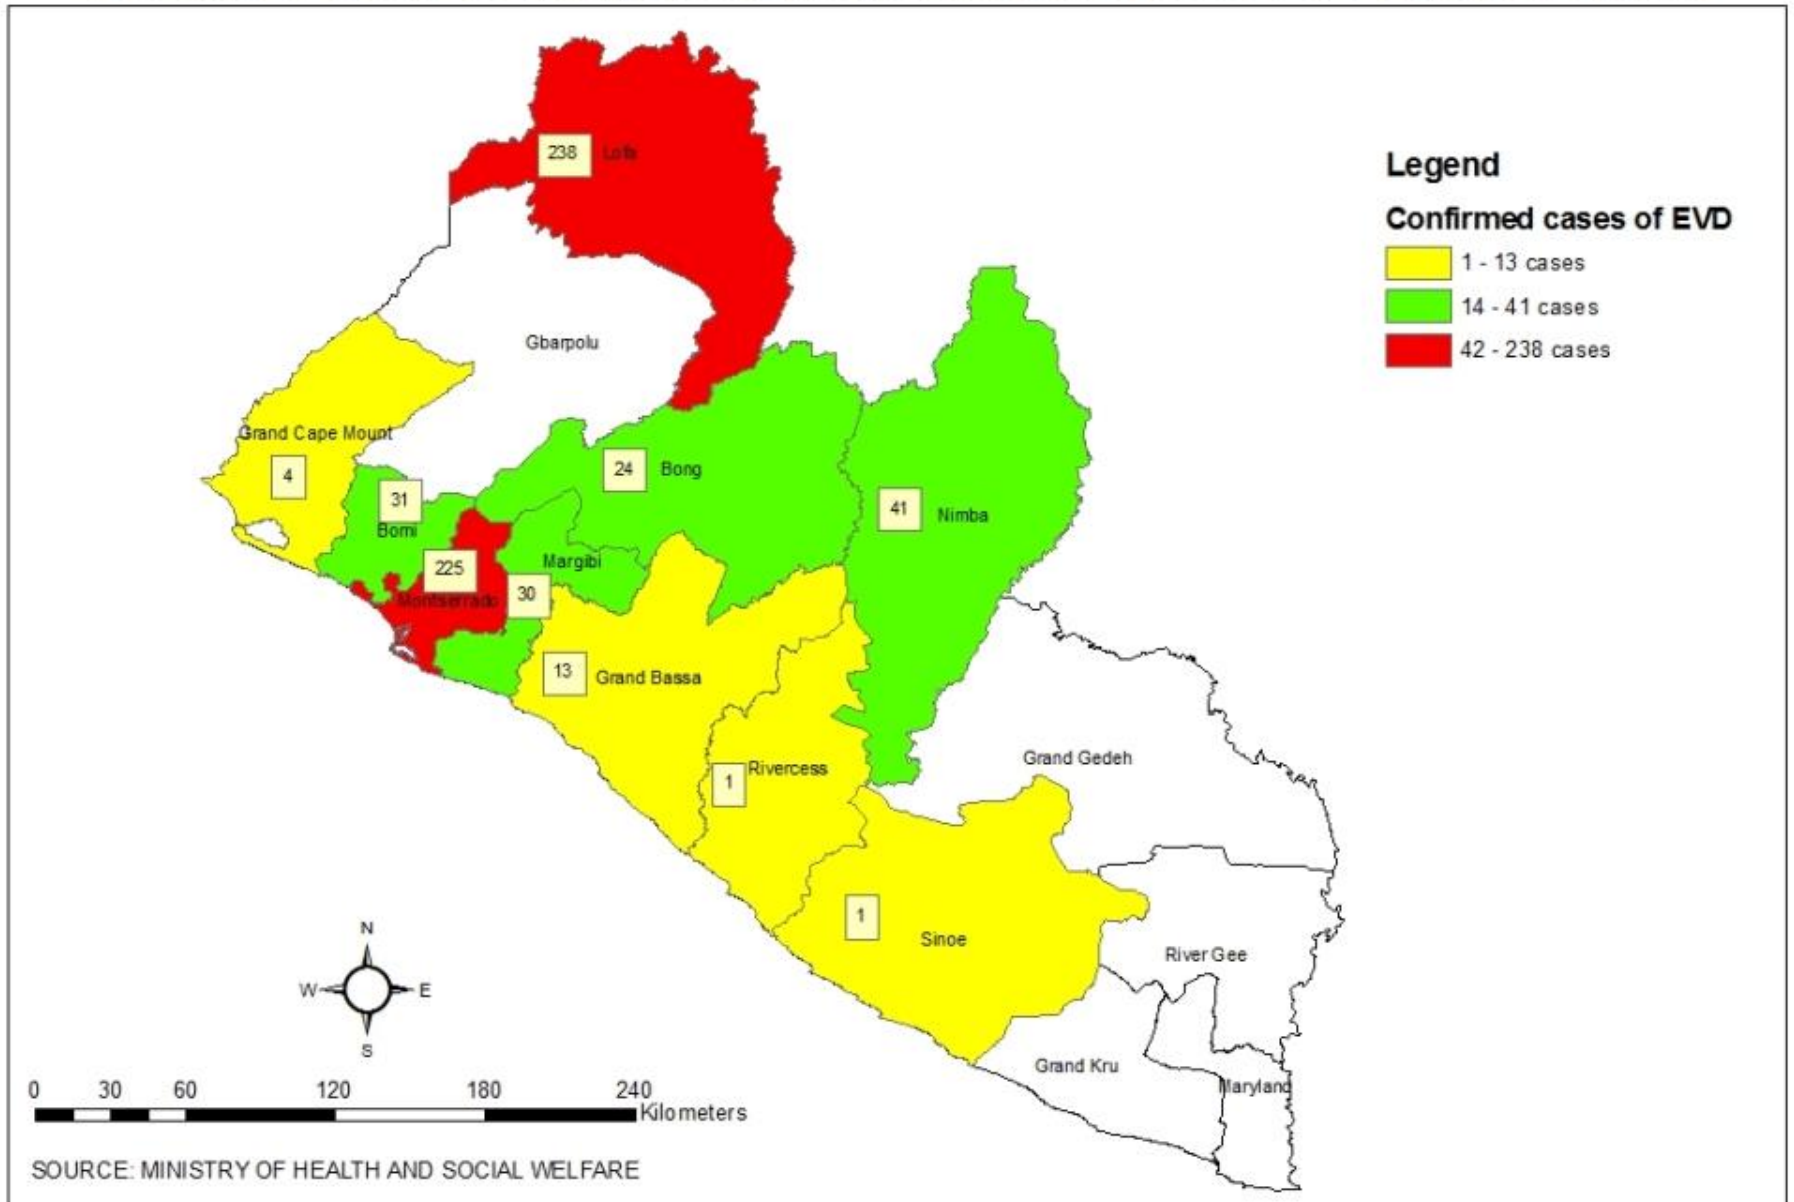 238 Lofa
Legend
Confirmed cases of EVD
1 - 13 cases
14 - 41 cases
42 - 238 cases
Gbarpolu
Grand Cape Mount
4
31
Bomi
24 Bong
41 Nimba
225
Montserrado
Margibi
30
13 Grand Bassa
1 Rivercess
Grand Gedeh
1
Sinoe
River Gee
Grand Kru
Maryland
N
W E
S
0 30 60 120 180 240
Kilometers
SOURCE: MINISTRY OF HEALTH AND SOCIAL WELFARE